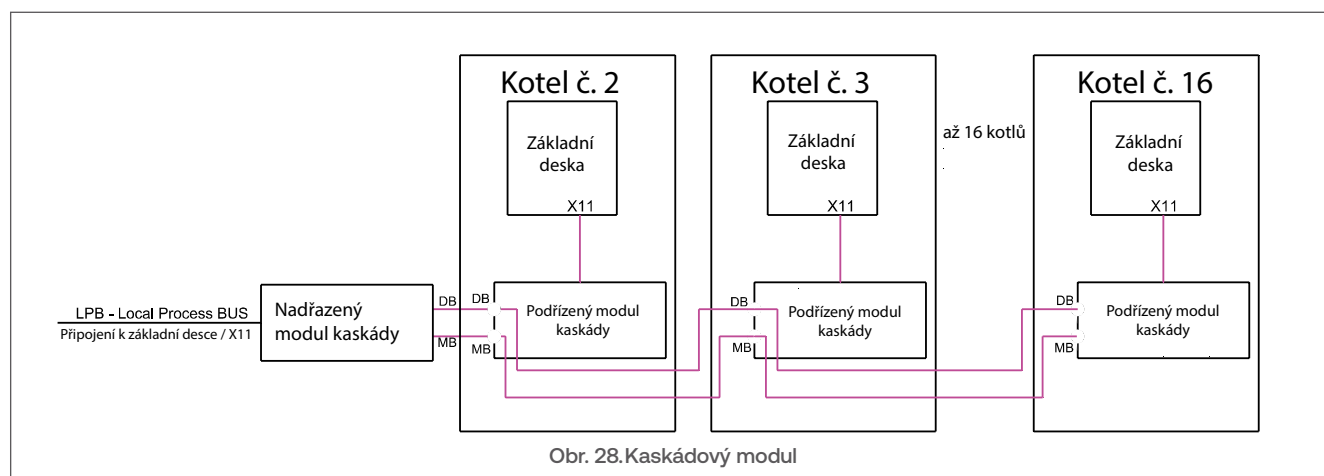 Kotel č. 2
Základní
deska
X11
DB
DB
MB
MB
Podřízený modul
kaskády
Kotel č. 3
Základní
deska
X11
DB
MB
Podřízený modul
kaskády
až 16 kotlů
Kotel č. 16
Základní
deska
X11
DB
MB
Podřízený modul
kaskády
LPB - Local Process BUS
Připojení k základní desce / X11
Nadřazený
modul kaskády
Obr. 28.Kaskádový modul